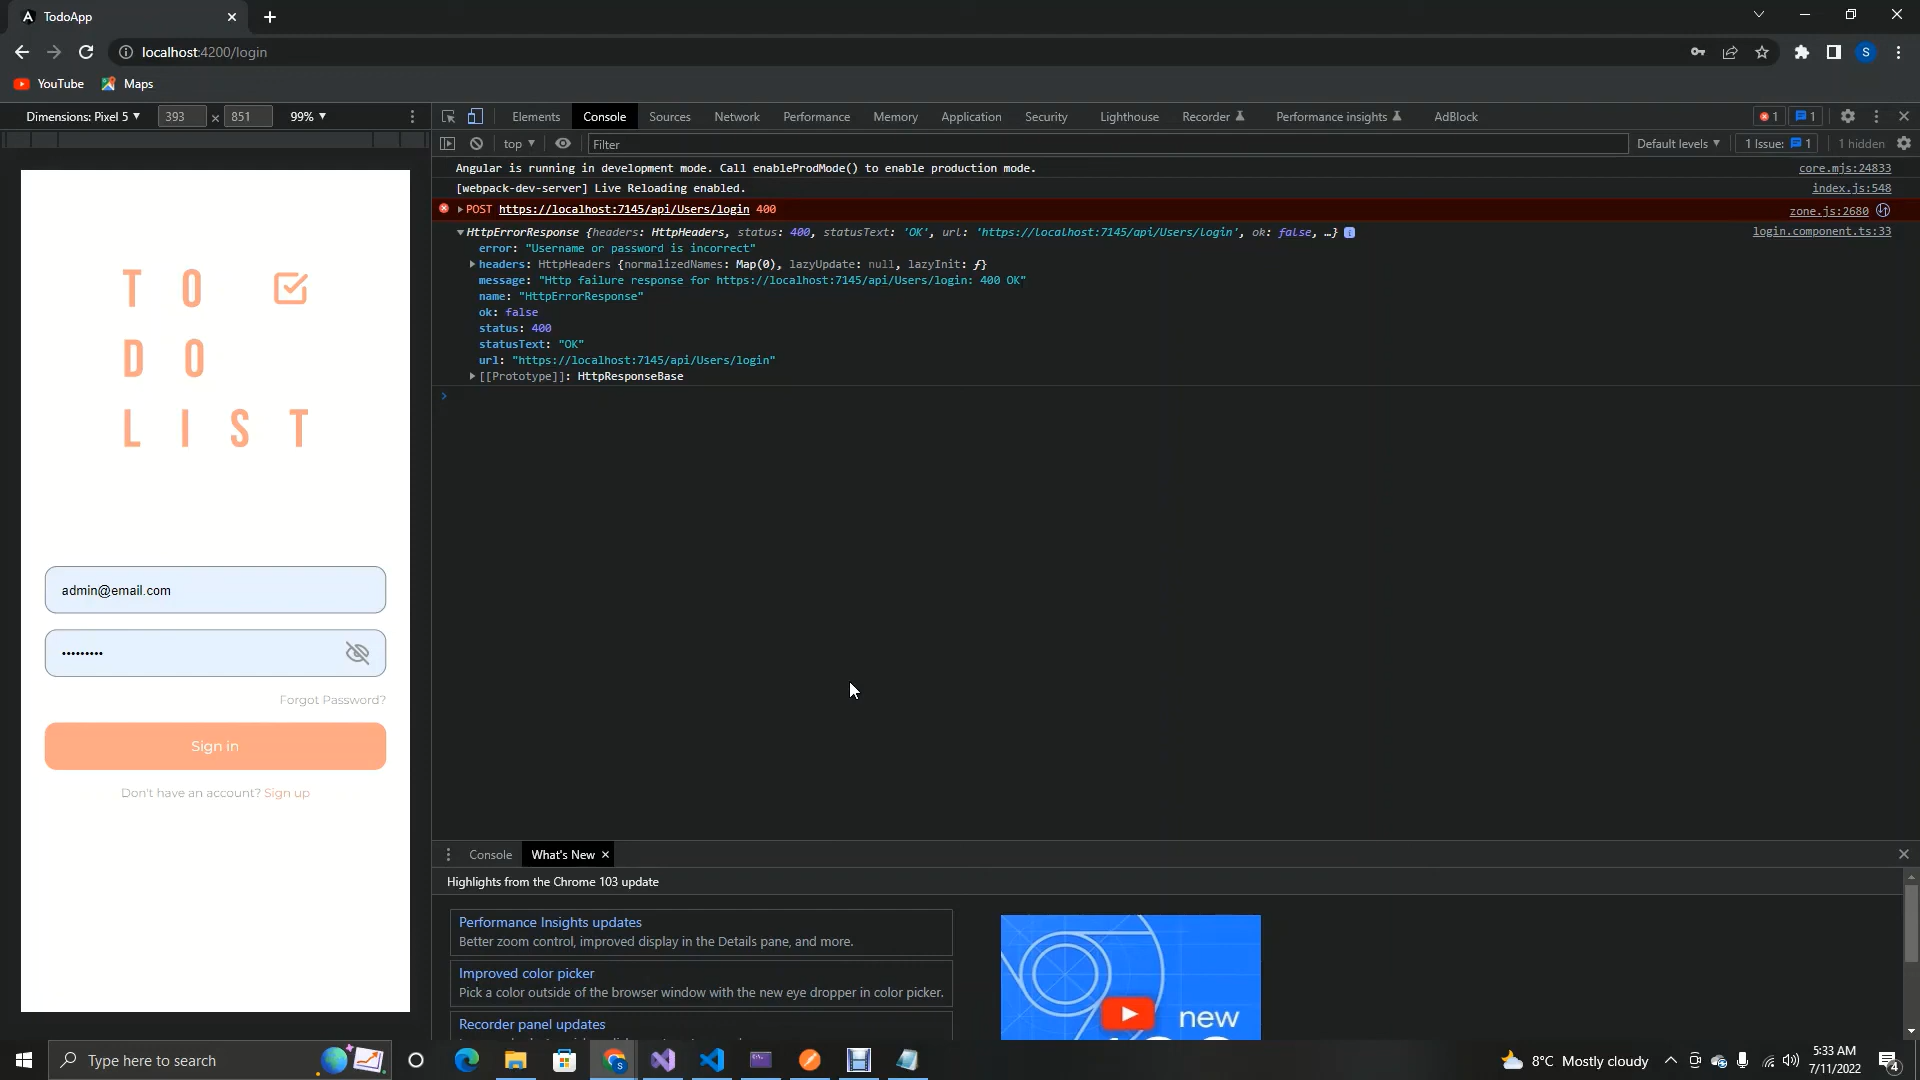 TodoApp
localhost:4200/login
S
YouTube
Maps
Dimensions: Pixel 5
393 × 851
99%
Elements
Console
Sources
Network
Performance
Memory
Application
Security
Lighthouse
Recorder
Performance insights
AdBlock
1
1
top
Filter
Default levels
1 Issue: 1
1 hidden
Angular is running in development mode. Call enableProdMode() to enable production mode.
core.mjs:24833
[webpack-dev-server] Live Reloading enabled.
index.js:548
POST https://localhost:7145/api/Users/login 400
zone.js:2680
HttpErrorResponse {headers: HttpHeaders, status: 400, statusText: 'OK', url: 'https://localhost:7145/api/Users/login', ok: false, …}
login.component.ts:33
error: "Username or password is incorrect"
headers: HttpHeaders {normalizedNames: Map(0), lazyUpdate: null, lazyInit: ƒ}
message: "Http failure response for https://localhost:7145/api/Users/login: 400 OK"
name: "HttpErrorResponse"
ok: false
status: 400
statusText: "OK"
url: "https://localhost:7145/api/Users/login"
[[Prototype]]: HttpResponseBase
TO
DO
LIST
admin@email.com
•••••••••
Forgot Password?
Sign in
Don't have an account? Sign up
Console
What's New
Highlights from the Chrome 103 update
Performance Insights updates
Better zoom control, improved display in the Details pane, and more.
Improved color picker
Pick a color outside of the browser window with the new eye dropper in color picker.
Recorder panel updates
new
Type here to search
8°C Mostly cloudy
5:33 AM
7/11/2022
4